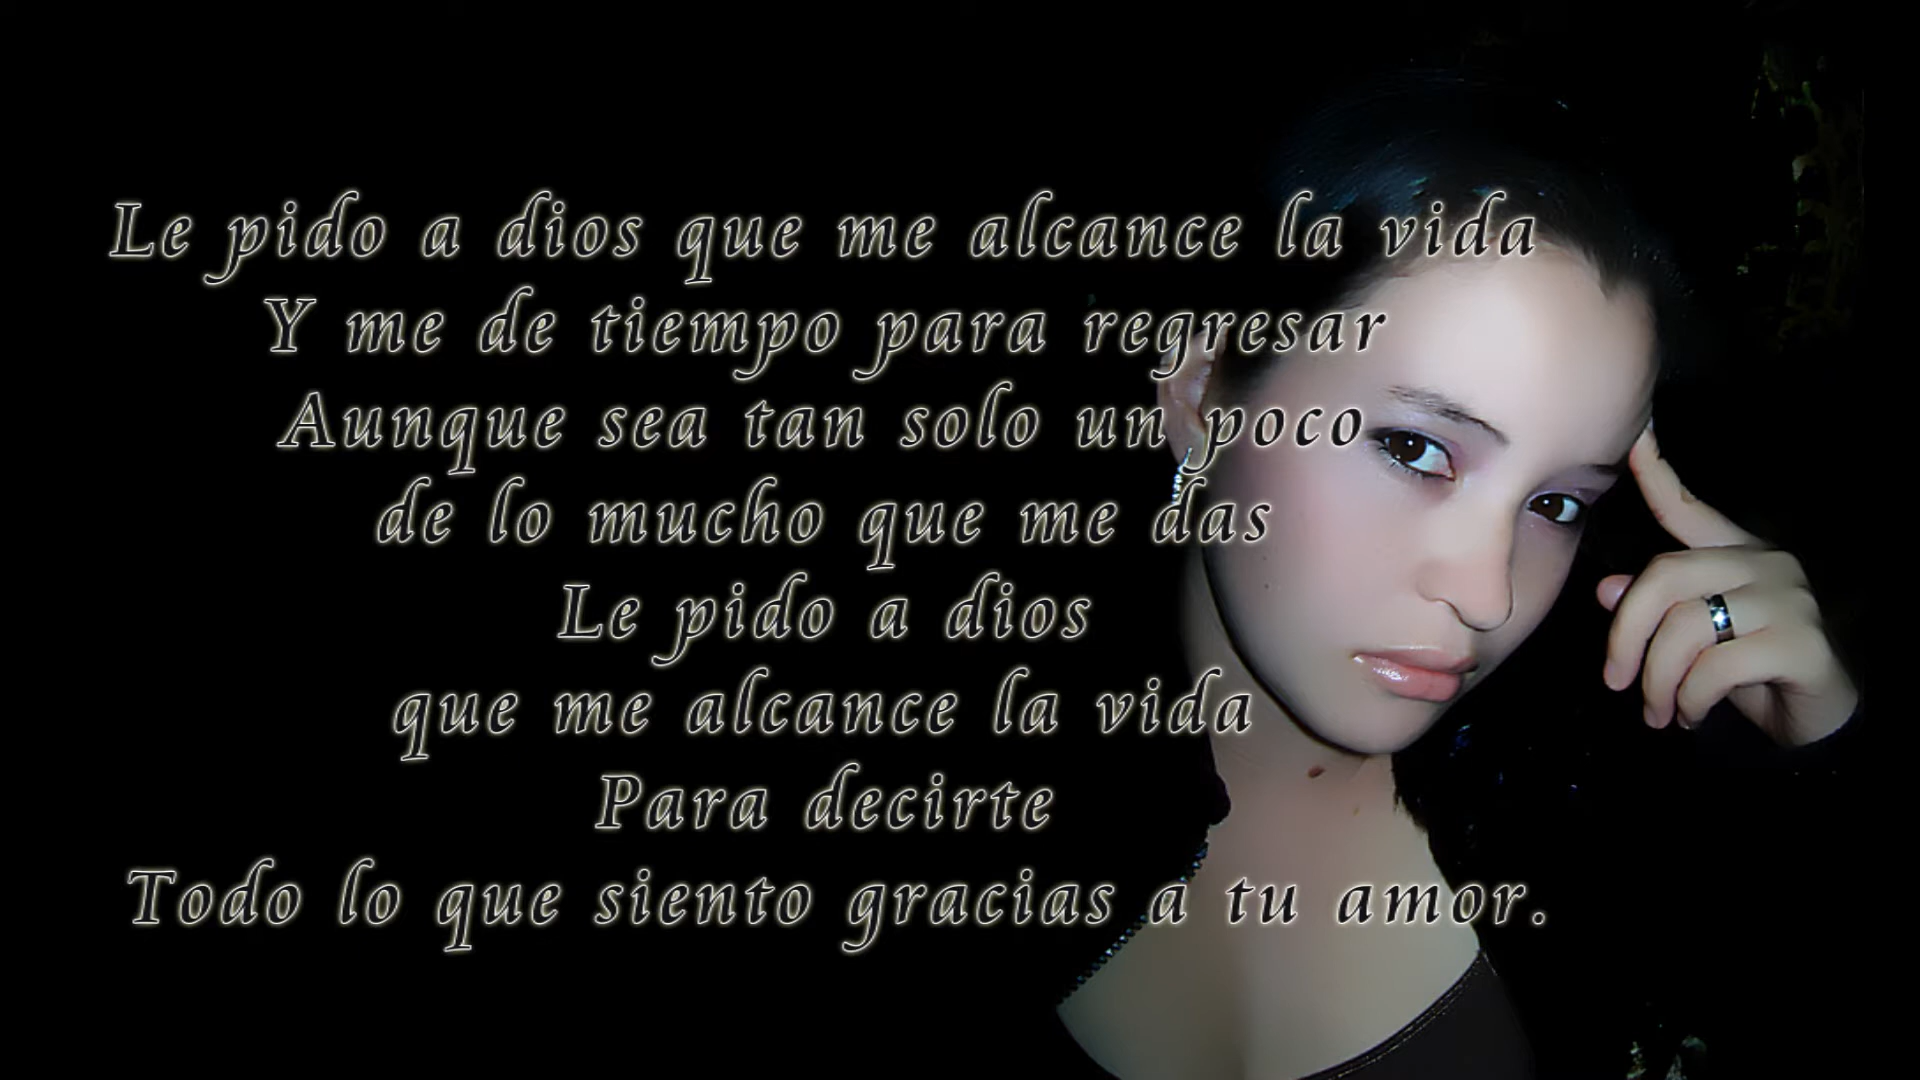 Le pido a dios que me alcance la vida
Y me de tiempo para regresar
Aunque sea tan solo un poco
de lo mucho que me das
Le pido a dios
que me alcance la vida
Para decirte
Todo lo que siento gracias a tu amor.